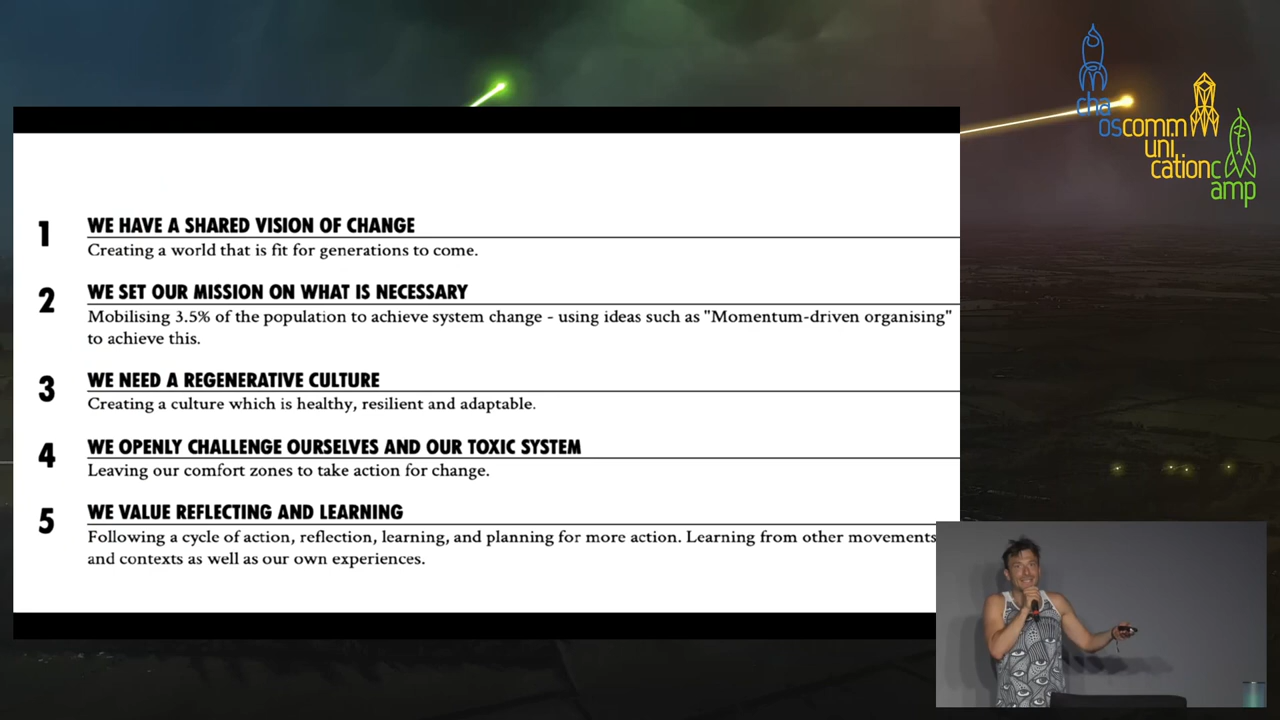 1
WE HAVE A SHARED VISION OF CHANGE
Creating a world that is fit for generations to come.
2
WE SET OUR MISSION ON WHAT IS NECESSARY
Mobilising 3.5% of the population to achieve system change - using ideas such as "Momentum-driven organising"
to achieve this.
3
WE NEED A REGENERATIVE CULTURE
Creating a culture which is healthy, resilient and adaptable.
4
WE OPENLY CHALLENGE OURSELVES AND OUR TOXIC SYSTEM
Leaving our comfort zones to take action for change.
5
WE VALUE REFLECTING AND LEARNING
Following a cycle of action, reflection, learning, and planning for more action. Learning from other movements
and contexts as well as our own experiences.
cha
oscomm
uni
cationc
amp